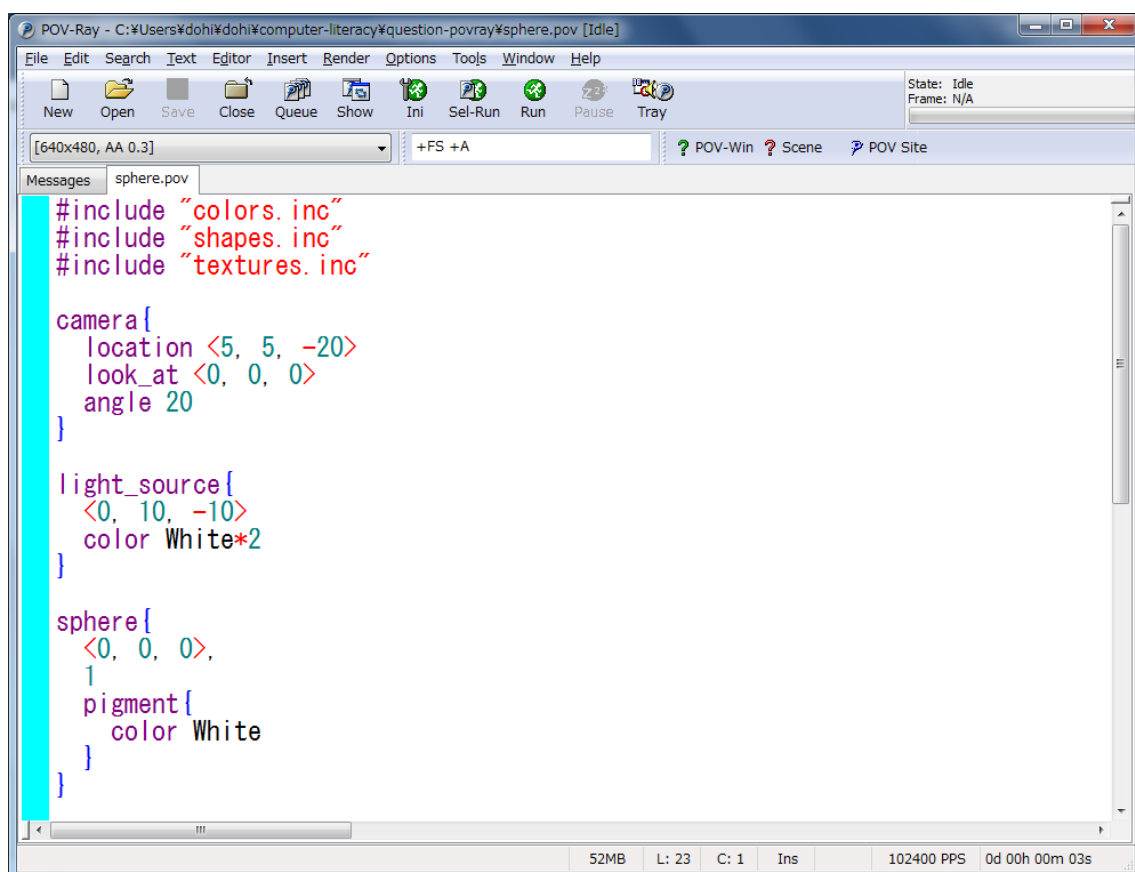 POV-Ray - C:¥Users¥dohi¥dohi¥computer-literacy¥question-povray¥sphere.pov [Idle]
File Edit Search Text Editor Insert Render Options Tools Window Help
New Open Save Close Queue Show Ini Sel-Run Run Pause Tray
State: Idle
Frame: N/A
[640x480, AA 0.3] +FS +A ? POV-Win ? Scene POV Site
Messages sphere.pov
#include "colors.inc"
#include "shapes.inc"
#include "textures.inc"
camera{
location <5, 5, -20>
look_at <0, 0, 0>
angle 20
}
light_source{
<0, 10, -10>
color White*2
}
sphere{
<0, 0, 0>,
1
pigment{
color White
}
}
52MB L: 23 C: 1 Ins 102400 PPS 0d 00h 00m 03s